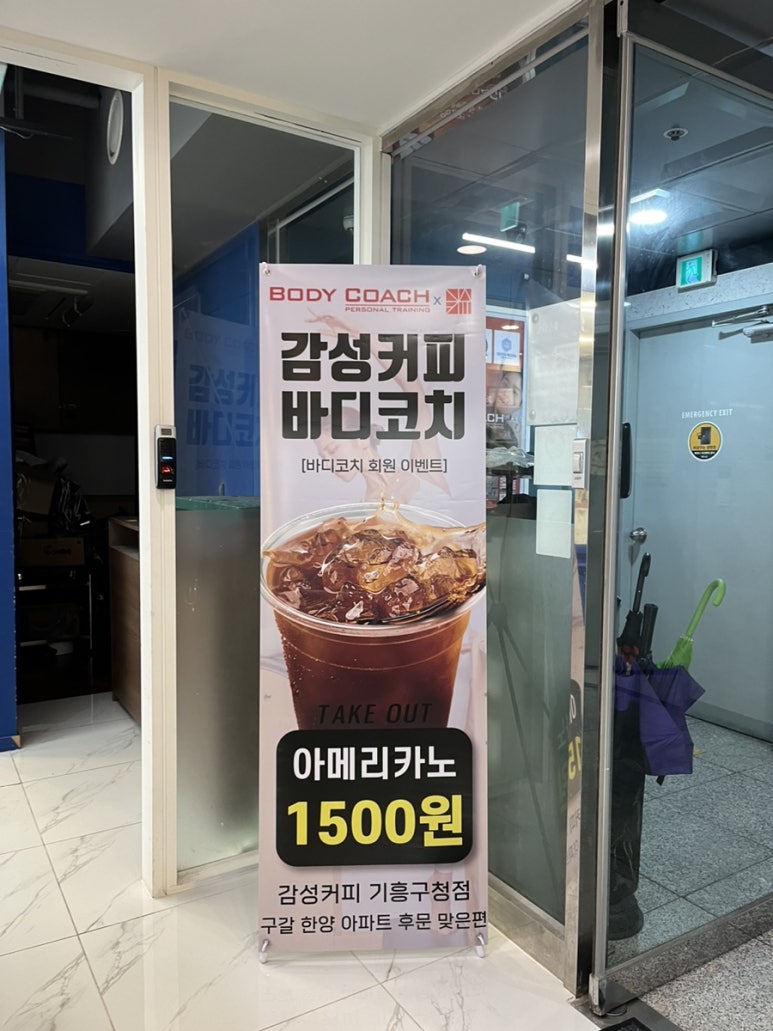 BODY COACH x
PERSONAL TRAINING
감성커피
바디코치
[바디코치 회원 이벤트]
TAKE OUT
아메리카노
1500원
감성커피 기흥구청점
구갈 한양 아파트 후문 맞은편
EMERGENCY EXIT